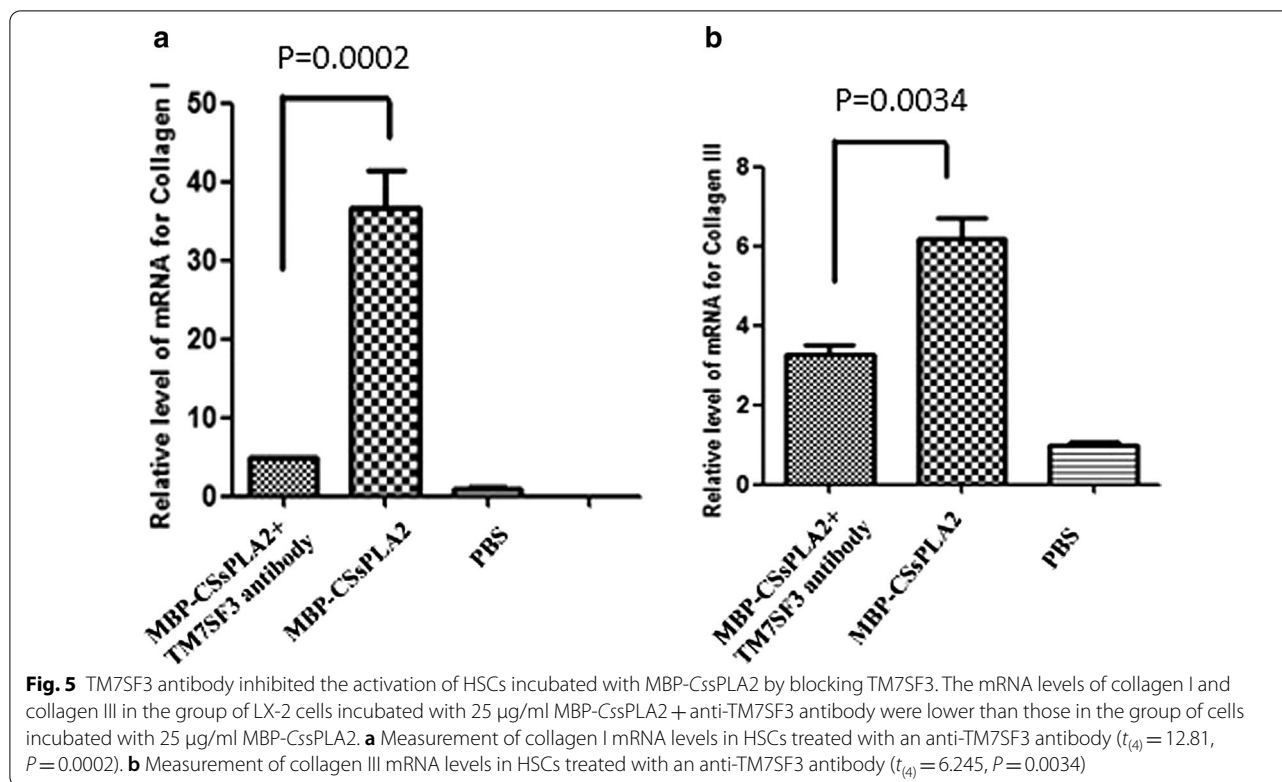 a
P=0.0002
Relative level of mRNA for Collagen I
50
40
30
20
10
0
MBP-CSsPLA2+
TM7SF3 antibody
MBP-CSsPLA2
PBS
b
P=0.0034
Relative level of mRNA for Collagen III
8
6
4
2
0
MBP-CSsPLA2+
TM7SF3 antibody
MBP-CSsPLA2
PBS
Fig. 5 TM7SF3 antibody inhibited the activation of HSCs incubated with MBP-CssPLA2 by blocking TM7SF3. The mRNA levels of collagen I and
collagen III in the group of LX-2 cells incubated with 25 µg/ml MBP-CssPLA2 + anti-TM7SF3 antibody were lower than those in the group of cells
incubated with 25 µg/ml MBP-CssPLA2. a Measurement of collagen I mRNA levels in HSCs treated with an anti-TM7SF3 antibody (t(4) = 12.81,
P = 0.0002). b Measurement of collagen III mRNA levels in HSCs treated with an anti-TM7SF3 antibody (t(4) = 6.245, P = 0.0034)